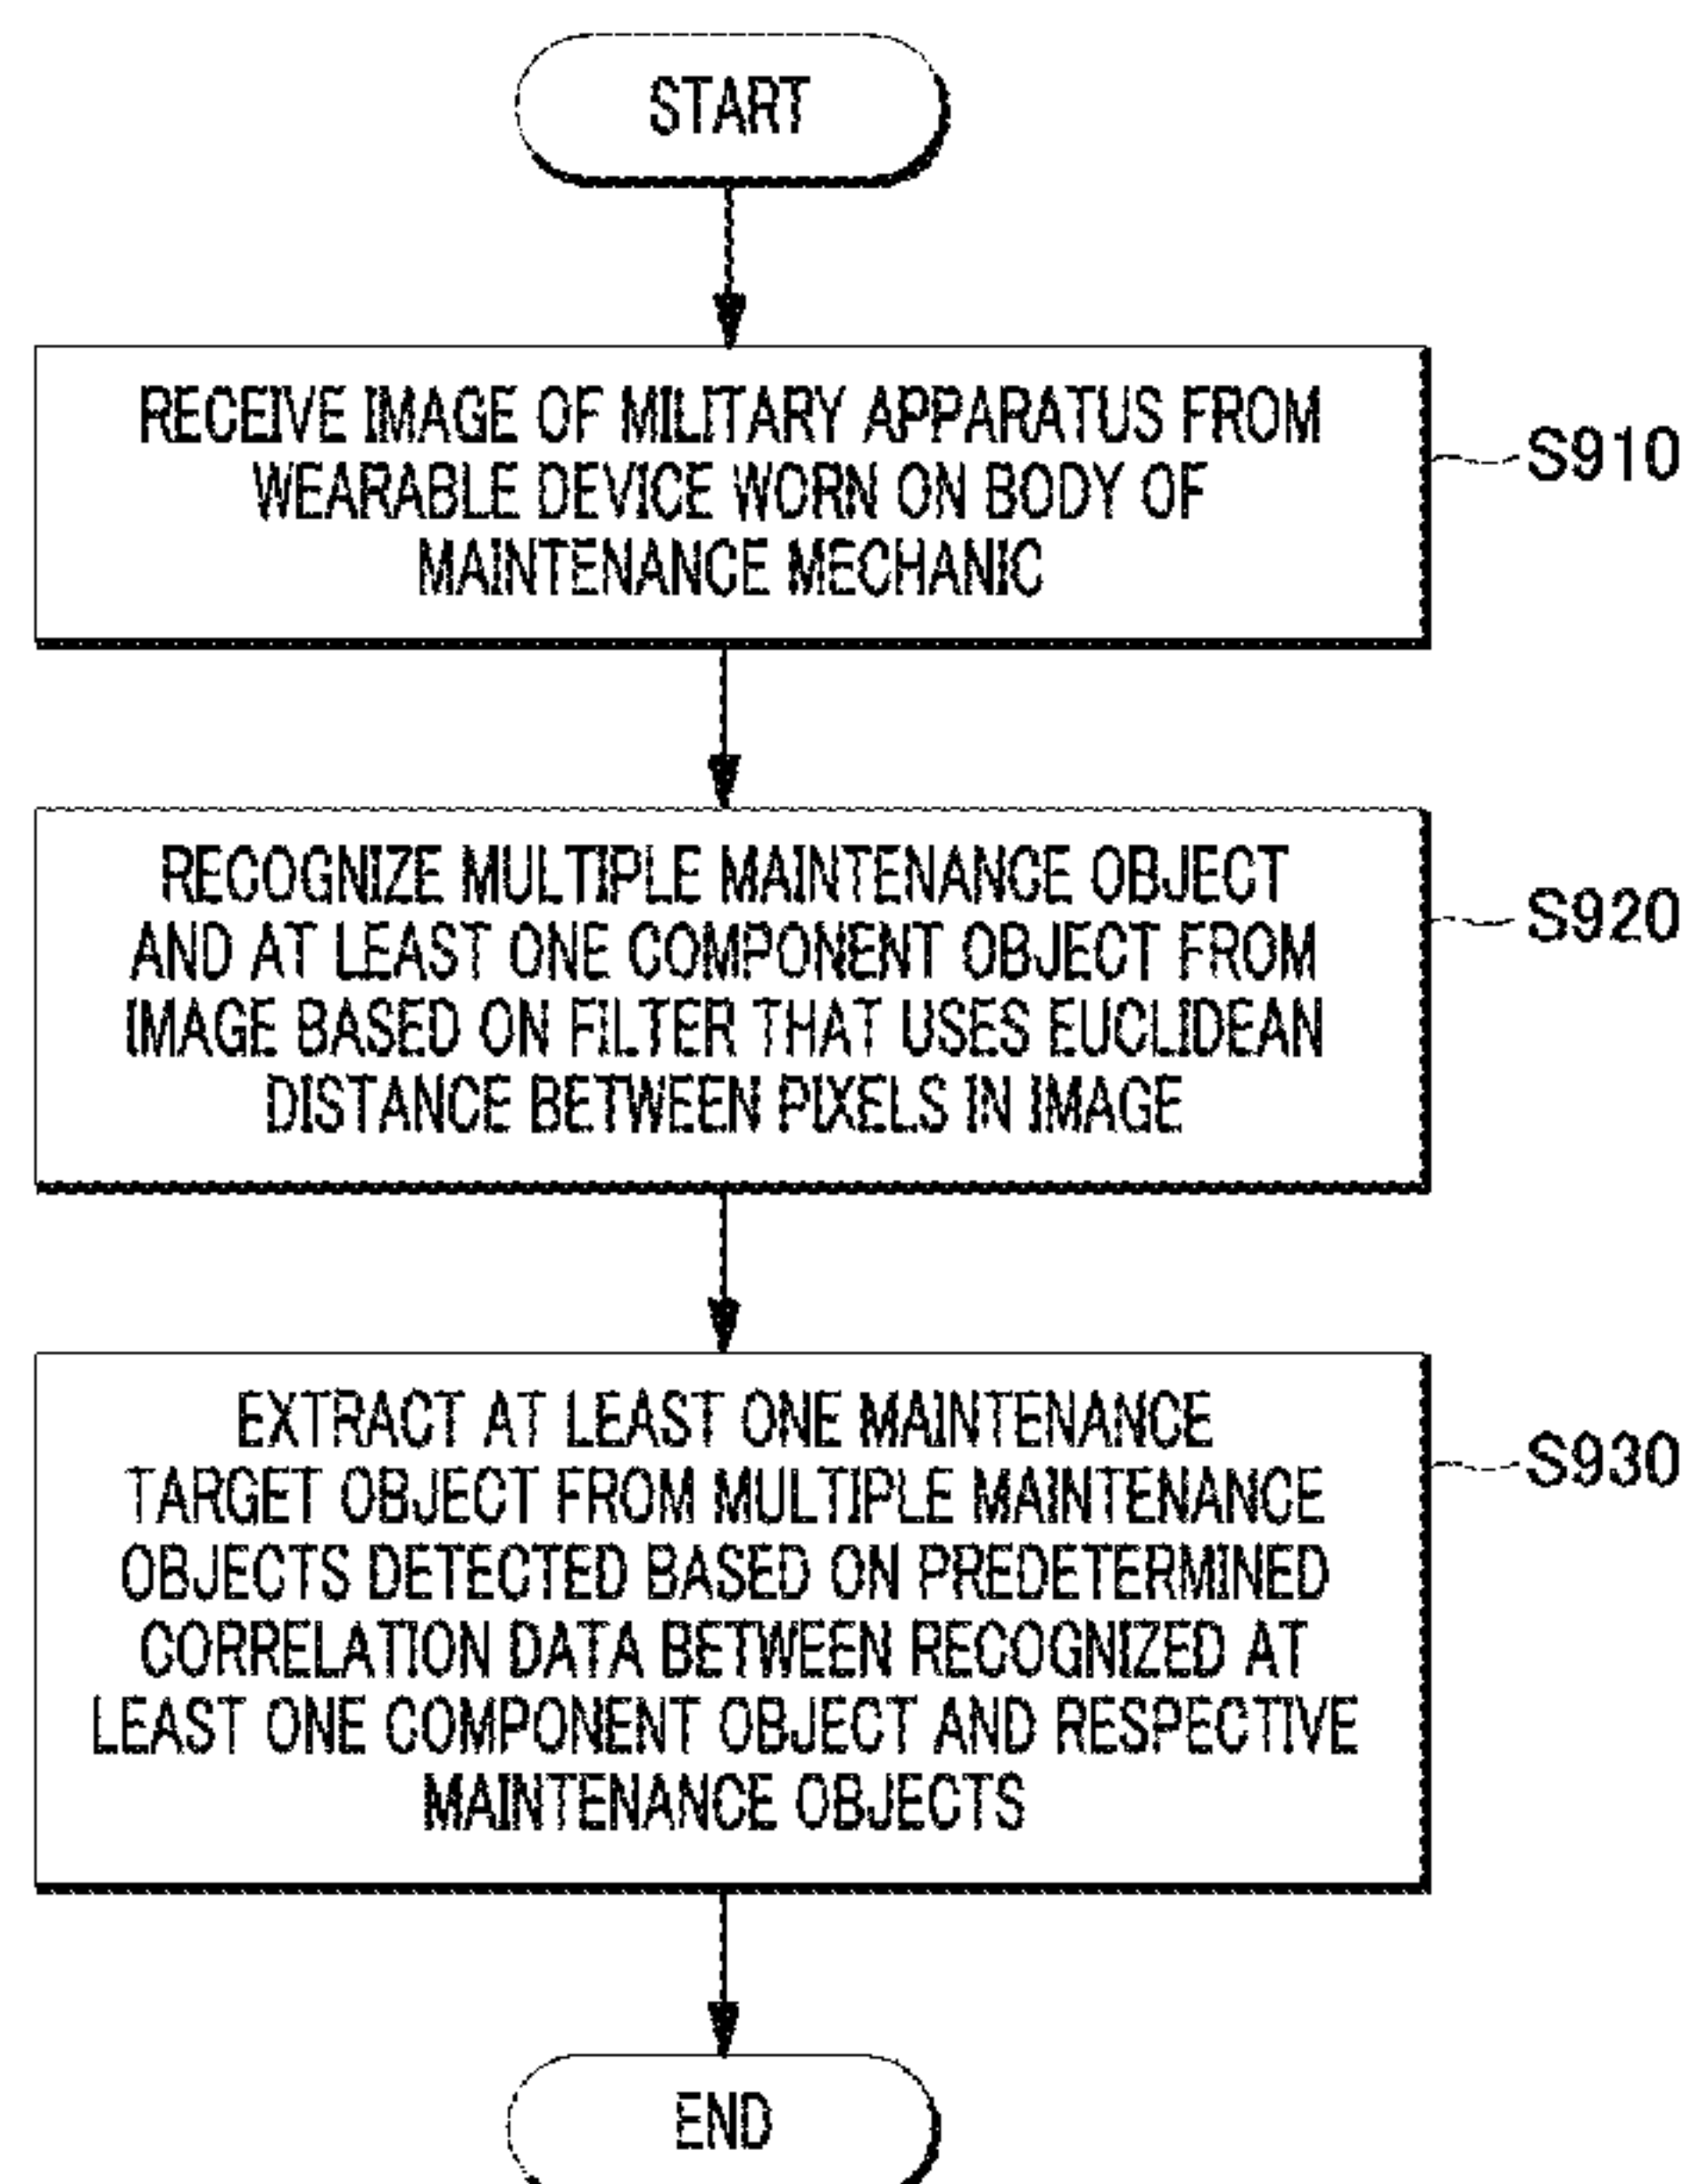 START
RECEIVE IMAGE OF MILITARY APPARATUS FROM
WEARABLE DEVICE WORN ON BODY OF
MAINTENANCE MECHANIC
S910
RECOGNIZE MULTIPLE MAINTENANCE OBJECT
AND AT LEAST ONE COMPONENT OBJECT FROM
IMAGE BASED ON FILTER THAT USES EUCLIDEAN
DISTANCE BETWEEN PIXELS IN IMAGE
S920
EXTRACT AT LEAST ONE MAINTENANCE
TARGET OBJECT FROM MULTIPLE MAINTENANCE
OBJECTS DETECTED BASED ON PREDETERMINED
CORRELATION DATA BETWEEN RECOGNIZED AT
LEAST ONE COMPONENT OBJECT AND RESPECTIVE
MAINTENANCE OBJECTS
S930
END